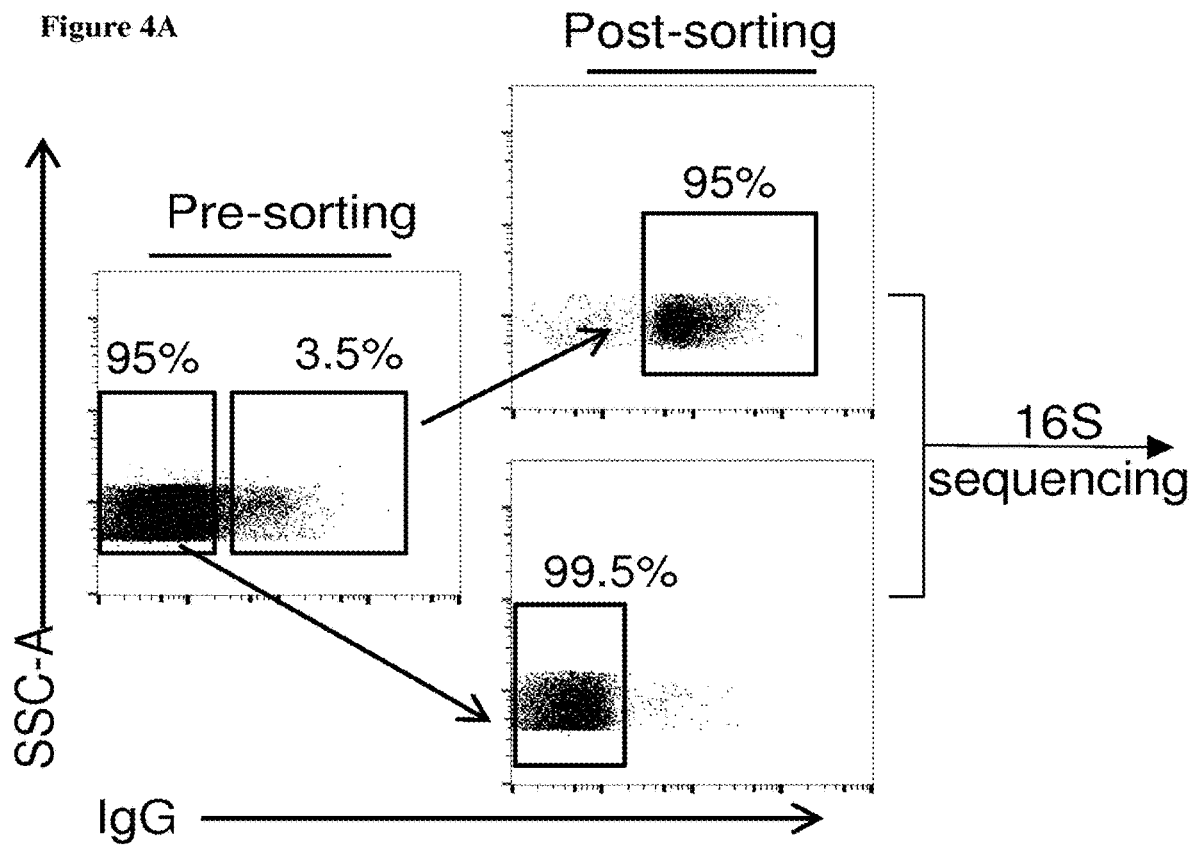 Figure 4A
Post-sorting
95%
Pre-sorting
95%
3.5%
16S
sequencing
99.5%
SSC-A
IgG